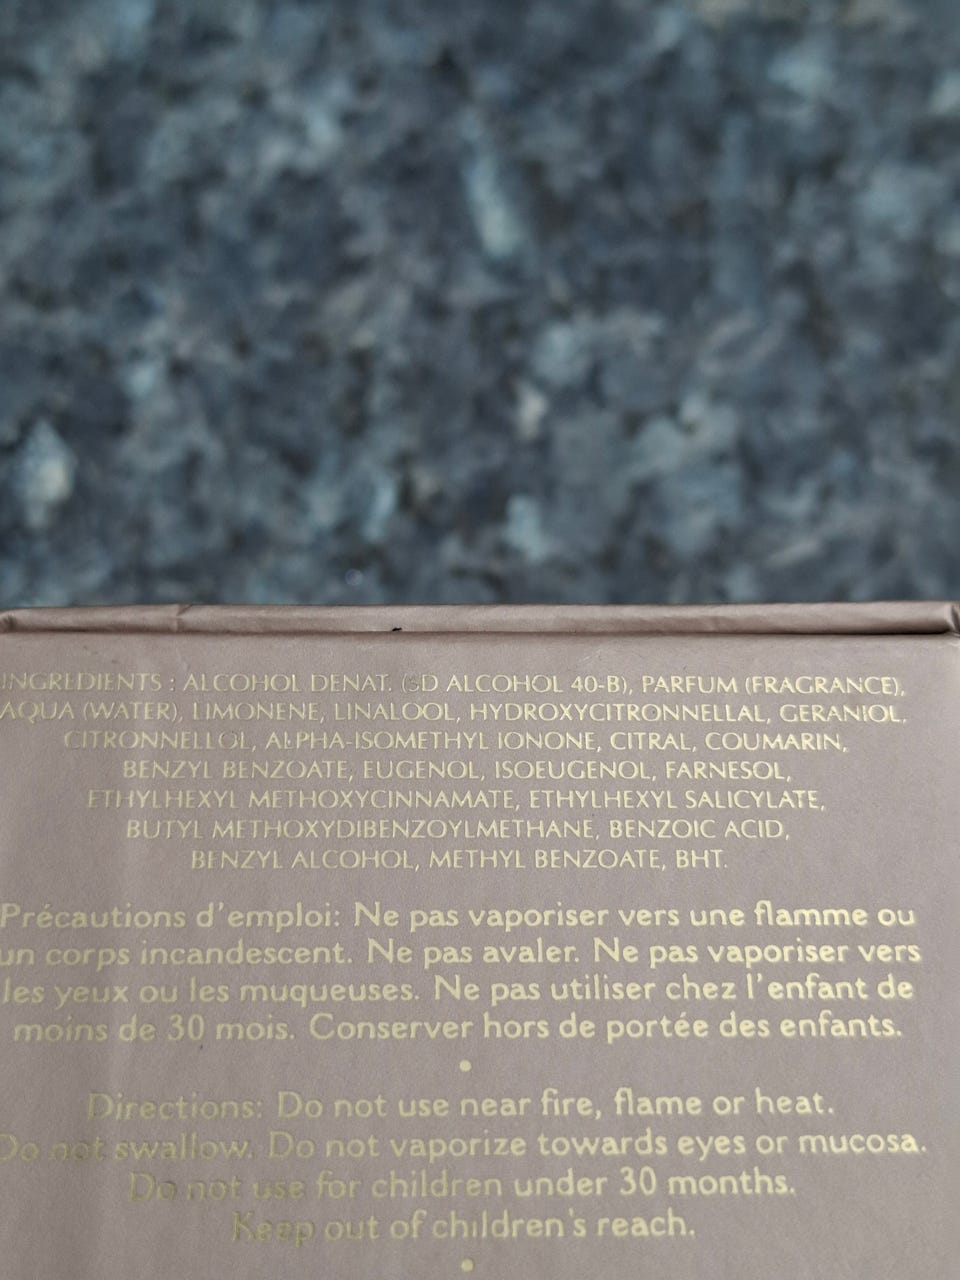 INGREDIENTS : ALCOHOL DENAT. (SD ALCOHOL 40-B), PARFUM (FRAGRANCE),
AQUA (WATER), LIMONENE, LINALOOL, HYDROXYCITRONNELLAL, GERANIOL,
CITRONNELLOL, ALPHA-ISOMETHYL IONONE, CITRAL, COUMARIN,
BENZYL BENZOATE, EUGENOL, ISOEUGENOL, FARNESOL,
ETHYLHEXYL METHOXYCINNAMATE, ETHYLHEXYL SALICYLATE,
BUTYL METHOXYDIBENZOYLMETHANE, BENZOIC ACID,
BENZYL ALCOHOL, METHYL BENZOATE, BHT.
Précautions d'emploi: Ne pas vaporiser vers une flamme ou
un corps incandescent. Ne pas avaler. Ne pas vaporiser vers
les yeux ou les muqueuses. Ne pas utiliser chez l'enfant de
moins de 30 mois. Conserver hors de portée des enfants.
•
Directions: Do not use near fire, flame or heat.
Do not swallow. Do not vaporize towards eyes or mucosa.
Do not use for children under 30 months.
Keep out of children's reach.
•